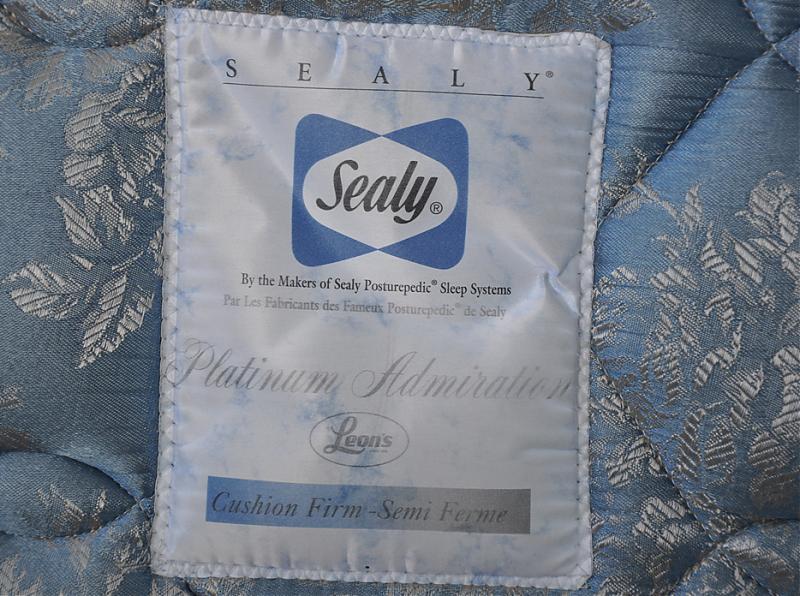 SEALY®
Sealy®
By the Makers of Sealy Posturepedic® Sleep Systems
Par Les Fabricants des Fameux Posturepedic® de Sealy
Platinum Admiration
Leon's
Cushion Firm - Semi Ferme